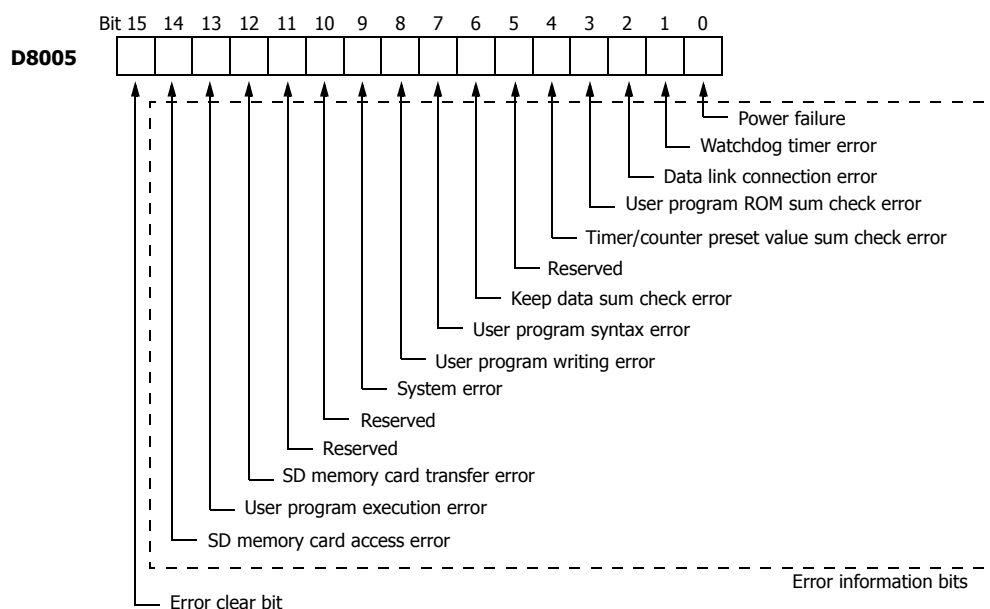 Bit 15 14 13 12 11 10 9 8 7 6 5 4 3 2 1 0
D8005
Power failure
Watchdog timer error
Data link connection error
User program ROM sum check error
Timer/counter preset value sum check error
Reserved
Keep data sum check error
User program syntax error
User program writing error
System error
Reserved
Reserved
SD memory card transfer error
User program execution error
SD memory card access error
Error information bits
Error clear bit